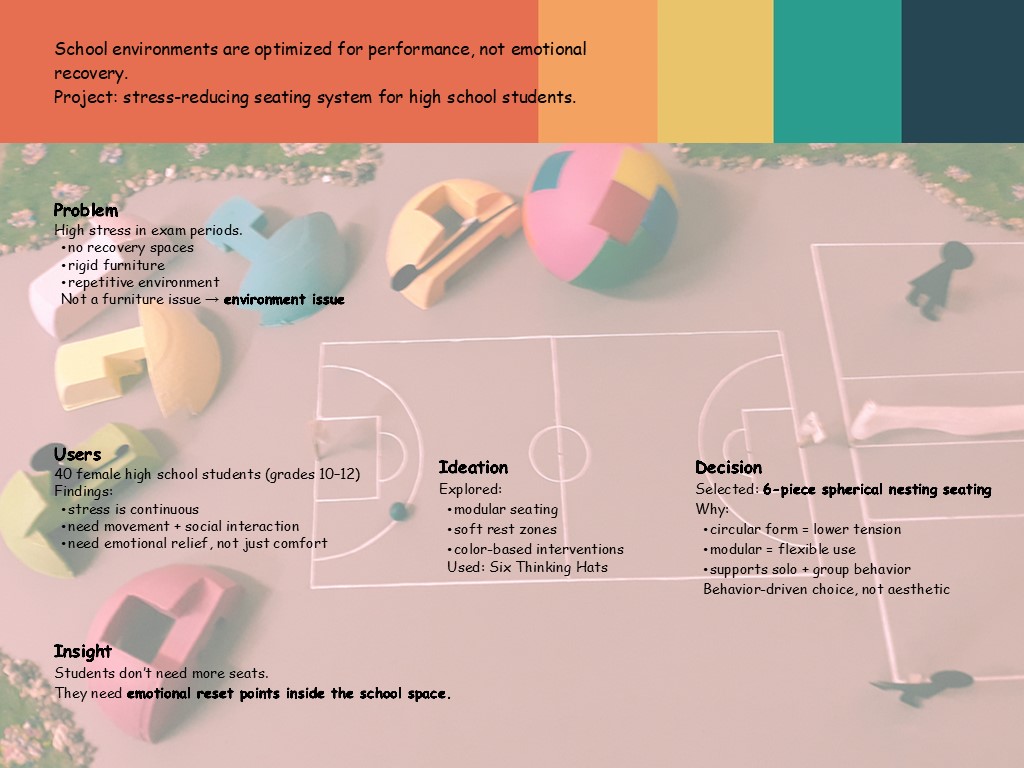 School environments are optimized for performance, not emotional
recovery.
Project: stress-reducing seating system for high school students.
Problem
High stress in exam periods.
•no recovery spaces
•rigid furniture
•repetitive environment
Not a furniture issue → environment issue
Users
40 female high school students (grades 10–12)
Findings:
•stress is continuous
•need movement + social interaction
•need emotional relief, not just comfort
Insight
Students don’t need more seats.
They need emotional reset points inside the school space.
Ideation
Explored:
•modular seating
•soft rest zones
•color-based interventions
Used: Six Thinking Hats
Decision
Selected: 6-piece spherical nesting seating
Why:
•circular form = lower tension
•modular = flexible use
•supports solo + group behavior
Behavior-driven choice, not aesthetic